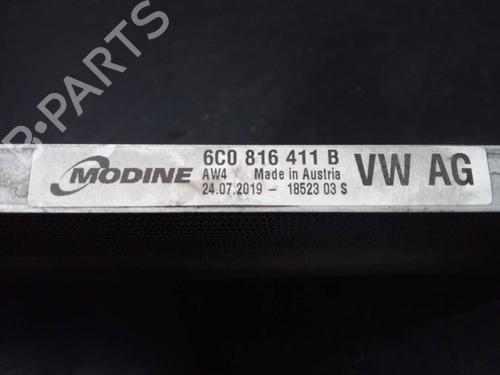 B-PARTS
MODINE
6C0 816 411 B
AW4 Made in Austria
24.07.2019 - 18523 03 S
VW AG